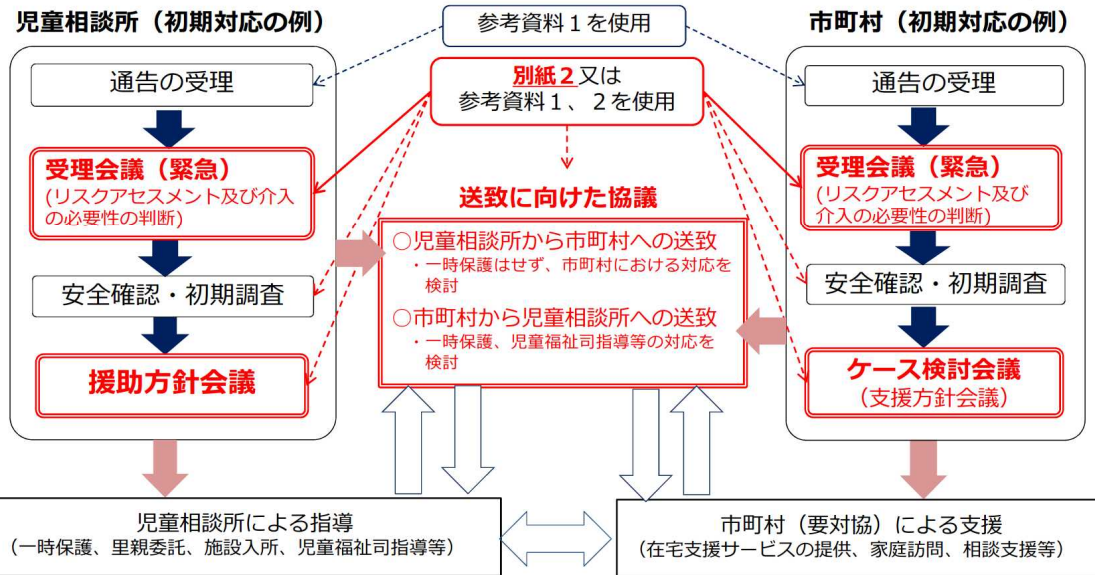 児童相談所（初期対応の例）
通告の受理
受理会議（緊急）
(リスクアセスメント及び介入
の必要性の判断)
安全確認・初期調査
援助方針会議
参考資料１を使用
別紙２又は
参考資料１、２を使用
送致に向けた協議
○児童相談所から市町村への送致
・一時保護はせず、市町村における対応を
検討
○市町村から児童相談所への送致
・一時保護、児童福祉司指導等の対応を
検討
市町村（初期対応の例）
通告の受理
受理会議（緊急）
(リスクアセスメント及び
介入の必要性の判断)
安全確認・初期調査
ケース検討会議
（支援方針会議）
児童相談所による指導
（一時保護、里親委託、施設入所、児童福祉司指導等）
市町村（要対協）による支援
（在宅支援サービスの提供、家庭訪問、相談支援等）